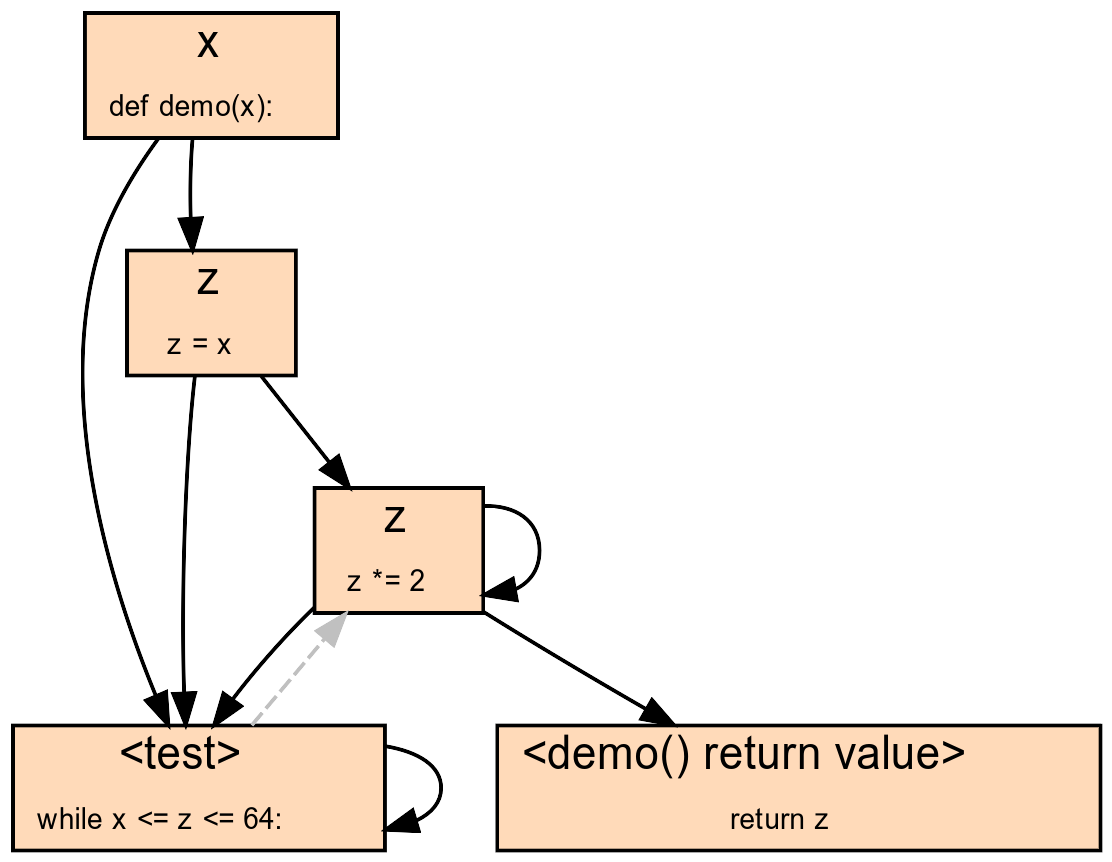 x
def demo(x):
z
z = x
z
z *= 2
<test>
while x <= z <= 64:
<demo() return value>
return z